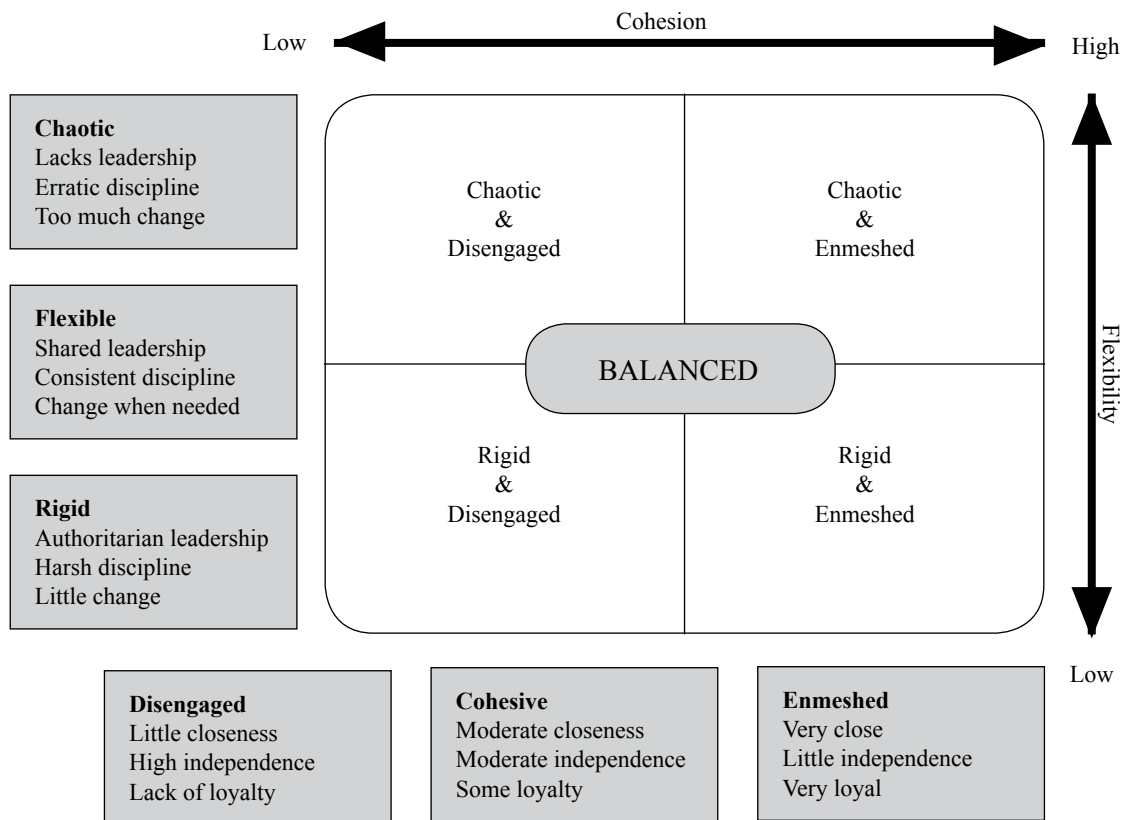 Cohesion
Low
High
Chaotic
Lacks leadership
Erratic discipline
Too much change
Flexible
Shared leadership
Consistent discipline
Change when needed
Rigid
Authoritarian leadership
Harsh discipline
Little change
Chaotic
&
Disengaged
Chaotic
&
Enmeshed
BALANCED
Rigid
&
Disengaged
Rigid
&
Enmeshed
Flexibility
Low
Disengaged
Little closeness
High independence
Lack of loyalty
Cohesive
Moderate closeness
Moderate independence
Some loyalty
Enmeshed
Very close
Little independence
Very loyal